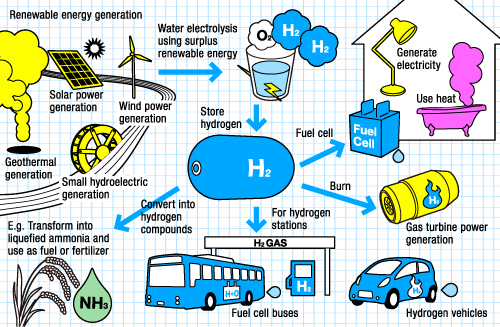 Renewable energy generation
Water electrolysis
using surplus
renewable energy
O₂
H₂
H₂
Generate
electricity
Use heat
Solar power
generation
Wind power
generation
Store
hydrogen
Fuel cell
Fuel
Cell
Geothermal
generation
Small hydroelectric
generation
H₂
Burn
Convert into
hydrogen
compounds
For hydrogen
stations
H₂
Gas turbine power
generation
E.g. Transform into
liquefied ammonia and
use as fuel or fertilizer
NH₃
H₂ GAS
H₂
H₂
Fuel cell buses
Hydrogen vehicles